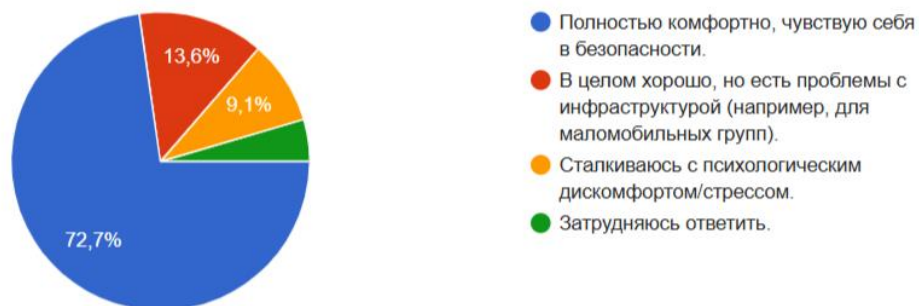 13,6%
9,1%
72,7%
Полностью комфортно, чувствую себя
в безопасности.
В целом хорошо, но есть проблемы с
инфраструктурой (например, для
маломобильных групп).
Сталкиваюсь с психологическим
дискомфортом/стрессом.
Затрудняюсь ответить.